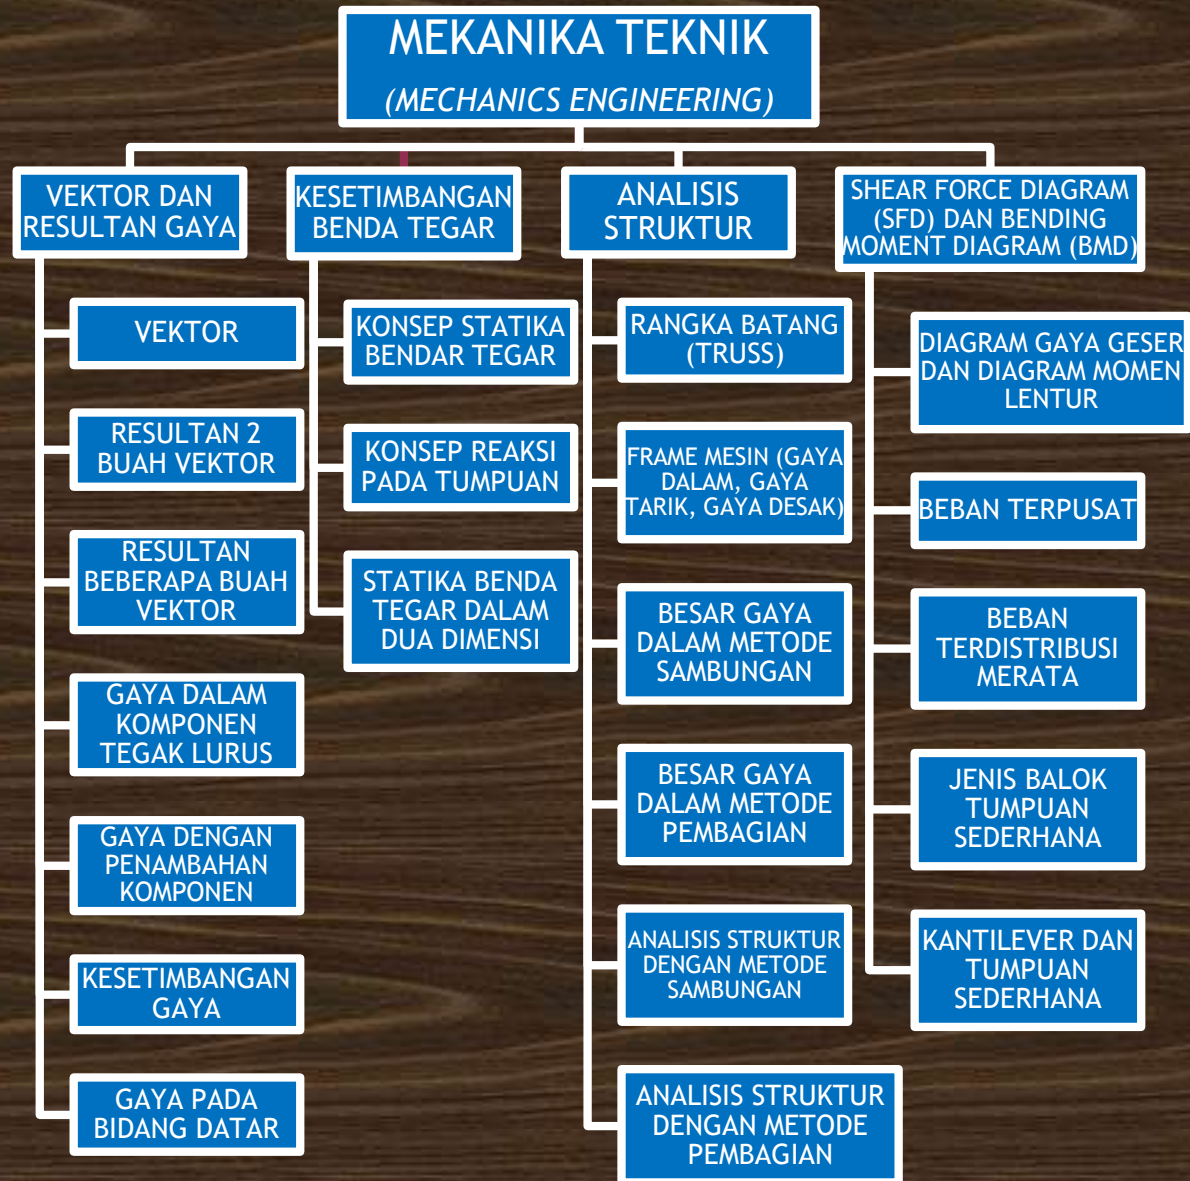 MEKANIKA TEKNIK
(MECHANICS ENGINEERING)
VEKTOR DAN
RESULTAN GAYA
VEKTOR
RESULTAN 2
BUAH VEKTOR
RESULTAN
BEBERAPA BUAH
VEKTOR
GAYA DALAM
KOMPONEN
TEGAK LURUS
GAYA DENGAN
PENAMBAHAN
KOMPONEN
KESETIMBANGAN
GAYA
GAYA PADA
BIDANG DATAR
KESETIMBANGAN
BENDA TEGAR
KONSEP STATIKA
BENDAR TEGAR
KONSEP REAKSI
PADA TUMPUAN
STATIKA BENDA
TEGAR DALAM
DUA DIMENSI
ANALISIS
STRUKTUR
RANGKA BATANG
(TRUSS)
FRAME MESIN (GAYA
DALAM, GAYA
TARIK, GAYA DESAK)
BESAR GAYA
DALAM METODE
SAMBUNGAN
BESAR GAYA
DALAM METODE
PEMBAGIAN
ANALISIS STRUKTUR
DENGAN METODE
SAMBUNGAN
ANALISIS STRUKTUR
DENGAN METODE
PEMBAGIAN
SHEAR FORCE DIAGRAM
(SFD) DAN BENDING
MOMENT DIAGRAM (BMD)
DIAGRAM GAYA GESER
DAN DIAGRAM MOMEN
LENTUR
BEBAN TERPUSAT
BEBAN
TERDISTRIBUSI
MERATA
JENIS BALOK
TUMPUAN
SEDERHANA
KANTILEVER DAN
TUMPUAN
SEDERHANA